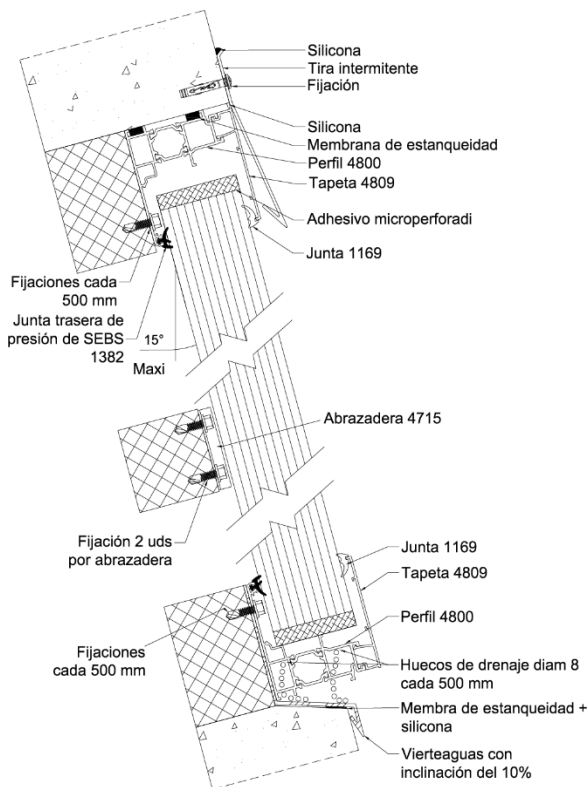 Silicona
Tira intermitente
Fijación
Silicona
Membrana de estanqueidad
Perfil 4800
Tapeta 4809
Adhesivo microperforadi
Junta 1169
Fijaciones cada
500 mm
Junta trasera de
presión de SEBS
1382
15°
Maxi
Abrazadera 4715
Fijación 2 uds
por abrazadera
Junta 1169
Tapeta 4809
Perfil 4800
Fijaciones
cada 500 mm
Huecos de drenaje diam 8
cada 500 mm
Membra de estanqueidad +
silicona
Vierteaguas con
inclinación del 10%